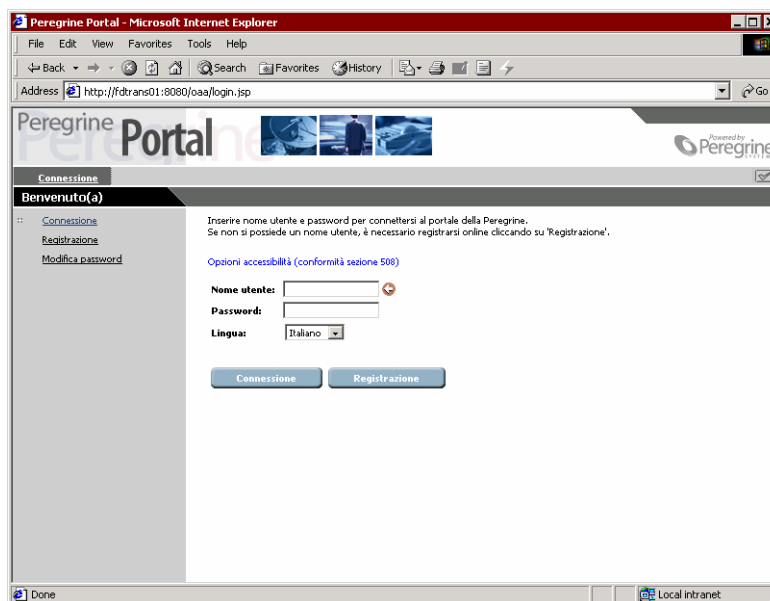 Peregrine Portal - Microsoft Internet Explorer
File Edit View Favorites Tools Help
Back Search Favorites History
Address http://fdtrans01:8080/oaa/login.jsp Go
Peregrine Portal
Powered by
Peregrine
SYSTEMS
Connessione
Benvenuto(a)
Connessione
Registrazione
Modifica password
Inserire nome utente e password per connettersi al portale della Peregrine.
Se non si possiede un nome utente, è necessario registrarsi online cliccando su 'Registrazione'.
Opzioni accessibilità (conformità sezione 508)
Nome utente:
Password:
Lingua: Italiano
Connessione Registrazione
Done Local intranet